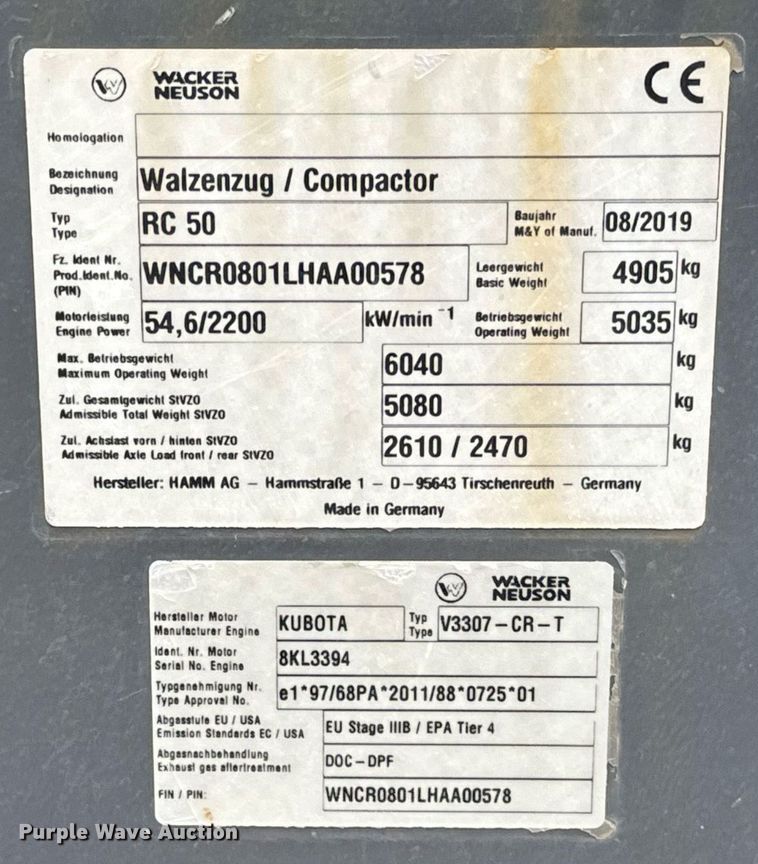 WACKER NEUSON CE
Homologation
Bezeichnung Designation Walzenzug / Compactor
Typ Type RC 50 Baujahr M&Y of Manuf. 08/2019
Fz. Ident Nr. Prod.Ident.No. (PIN) WNCR0801LHAA00578 Leergewicht Basic Weight 4905 kg
Motorleistung Engine Power 54,6/2200 kW/min -1 Betriebsgewicht Operating Weight 5035 kg
Max. Betriebsgewicht Maximum Operating Weight 6040 kg
Zul. Gesamtgewicht StVZO Admissible Total Weight StVZO 5080 kg
Zul. Achslast vorn / hinten StVZO Admissible Axle Load front / rear StVZO 2610 / 2470 kg
Hersteller: HAMM AG – Hammstraße 1 – D–95643 Tirschenreuth – Germany
Made in Germany
WACKER NEUSON
Hersteller Motor Manufacturer Engine KUBOTA Typ Type V3307-CR-T
Ident. Nr. Motor Serial No. Engine 8KL3394
Typgenehmigung Nr. Type Approval No. e1*97/68PA*2011/88*0725*01
Abgasstufe EU / USA Emission Standards EC / USA EU Stage IIIB / EPA Tier 4
Abgasnachbehandlung Exhaust gas aftertreatment DOC-DPF
FIN / PIN: WNCR0801LHAA00578
Purple Wave Auction